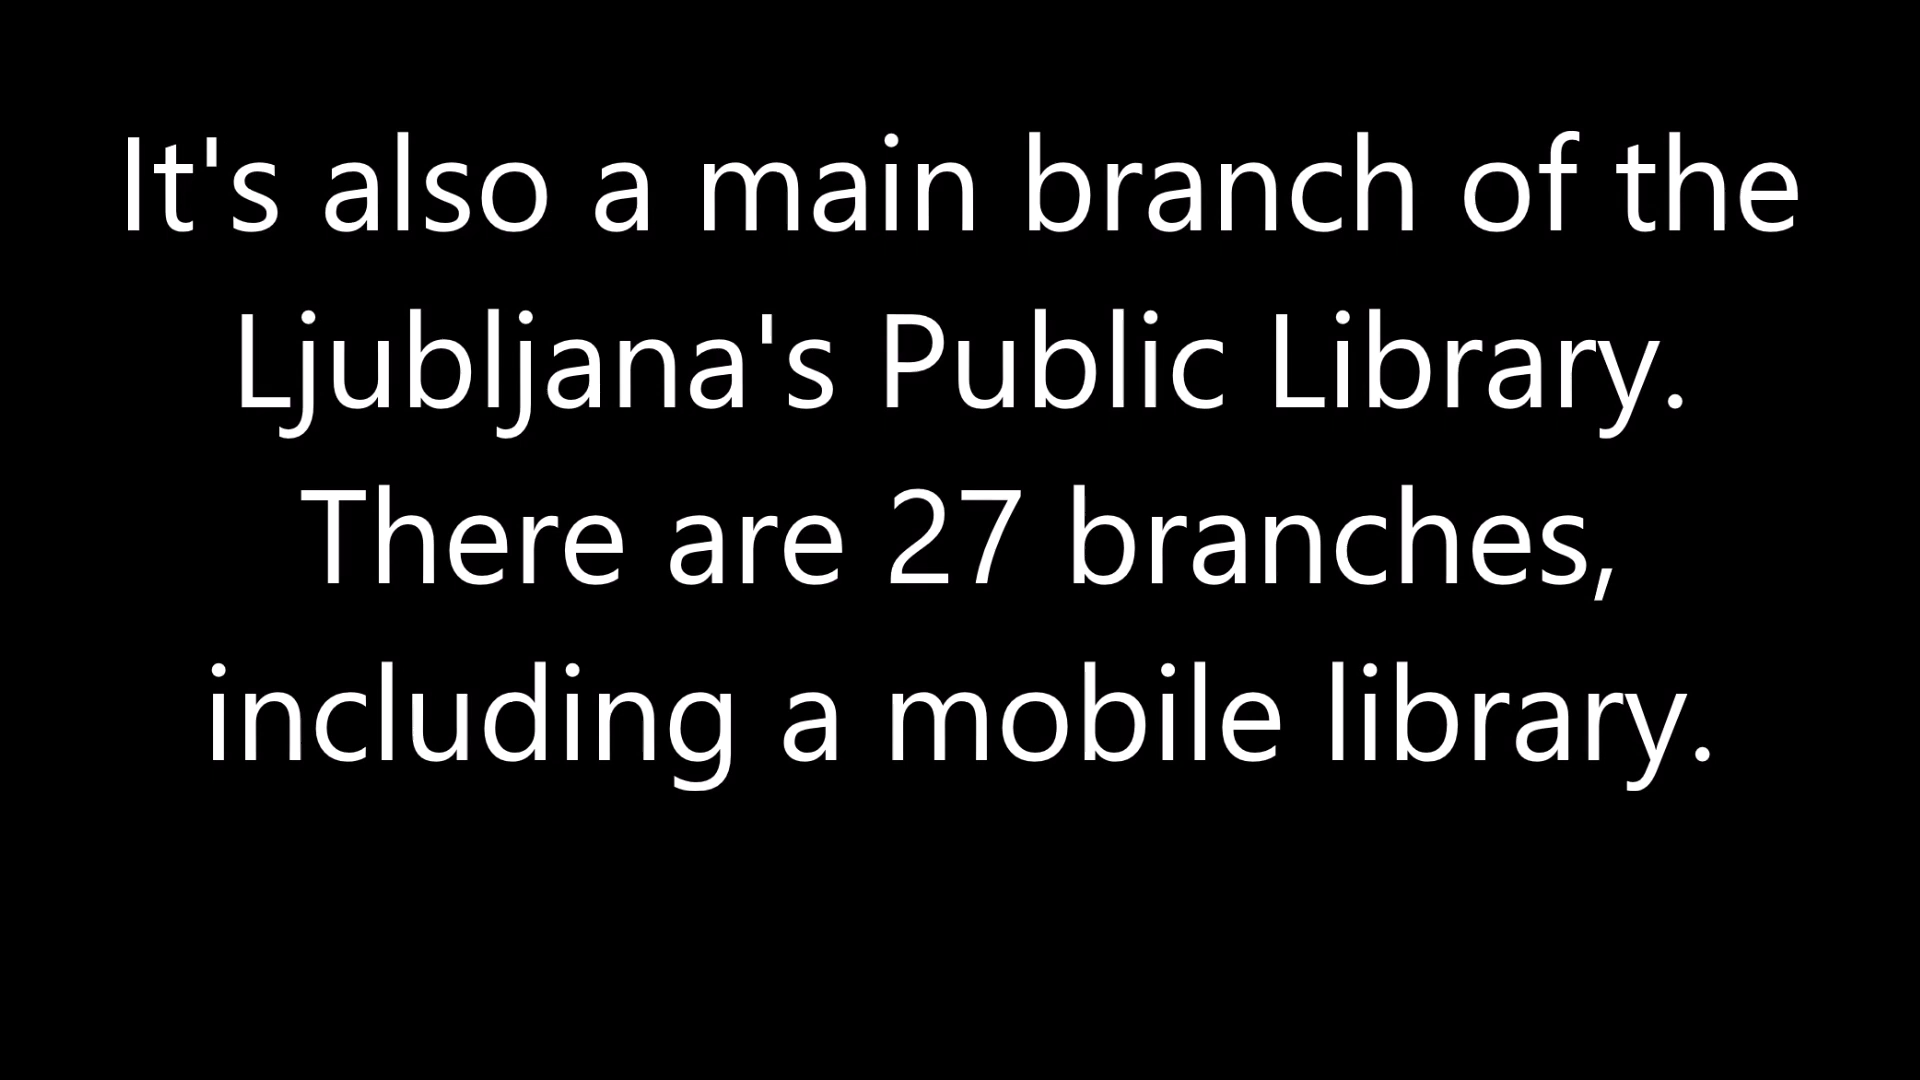 It's also a main branch of the
Ljubljana's Public Library.
There are 27 branches,
including a mobile library.